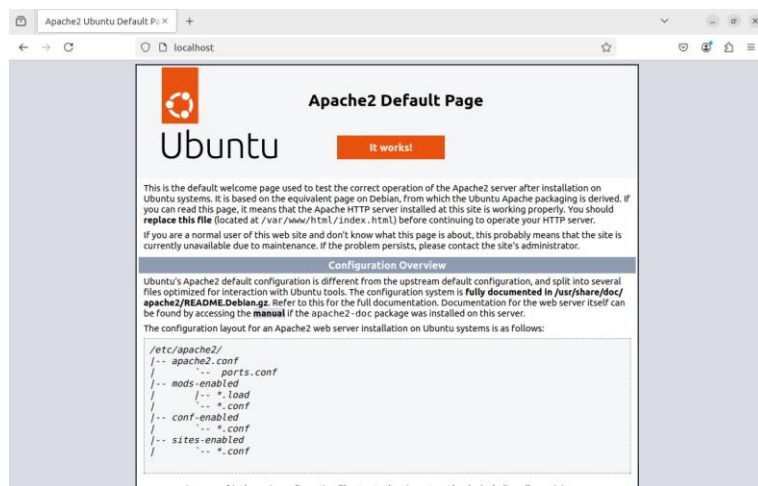 Apache2 Ubuntu Default Pa
localhost
Apache2 Default Page
Ubuntu
It works!
This is the default welcome page used to test the correct operation of the Apache2 server after installation on
Ubuntu systems. It is based on the equivalent page on Debian, from which the Ubuntu Apache packaging is derived. If
you can read this page, it means that the Apache HTTP server installed at this site is working properly. You should
replace this file (located at /var/www/html/index.html) before continuing to operate your HTTP server.
If you are a normal user of this web site and don't know what this page is about, this probably means that the site is
currently unavailable due to maintenance. If the problem persists, please contact the site's administrator.
Configuration Overview
Ubuntu's Apache2 default configuration is different from the upstream default configuration, and split into several
files optimized for interaction with Ubuntu tools. The configuration system is fully documented in /usr/share/doc/
apache2/README.Debian.gz. Refer to this for the full documentation. Documentation for the web server itself can
be found by accessing the manual if the apache2-doc package was installed on this server.
The configuration layout for an Apache2 web server installation on Ubuntu systems is as follows:
/etc/apache2/
|-- apache2.conf
|       `--  ports.conf
|-- mods-enabled
|       |-- *.load
|       `-- *.conf
|-- conf-enabled
|       `-- *.conf
|-- sites-enabled
|       `-- *.conf